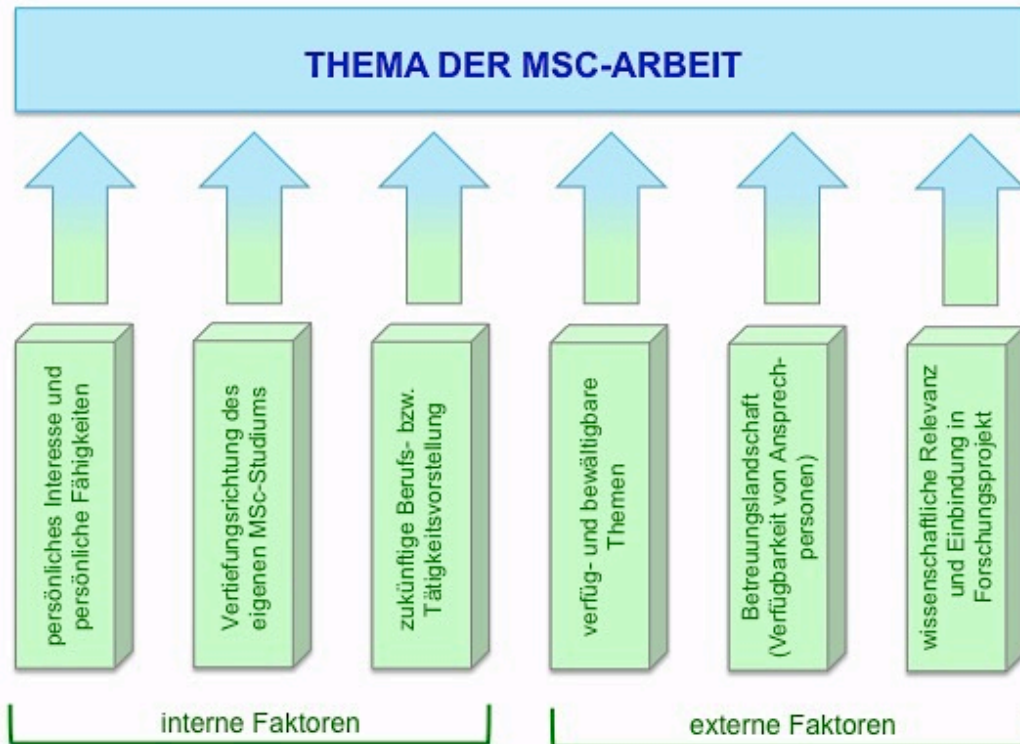 THEMA DER MSC-ARBEIT
persönliches Interesse und
persönliche Fähigkeiten
Vertiefungsrichtung des
eigenen MSc-Studiums
zukünftige Berufs- bzw.
Tätigkeitsvorstellung
verfüg- und bewältigbare
Themen
Betreuungslandschaft
(Verfügbarkeit von Ansprech-
personen)
wissenschaftliche Relevanz
und Einbindung in
Forschungsprojekt
interne Faktoren
externe Faktoren